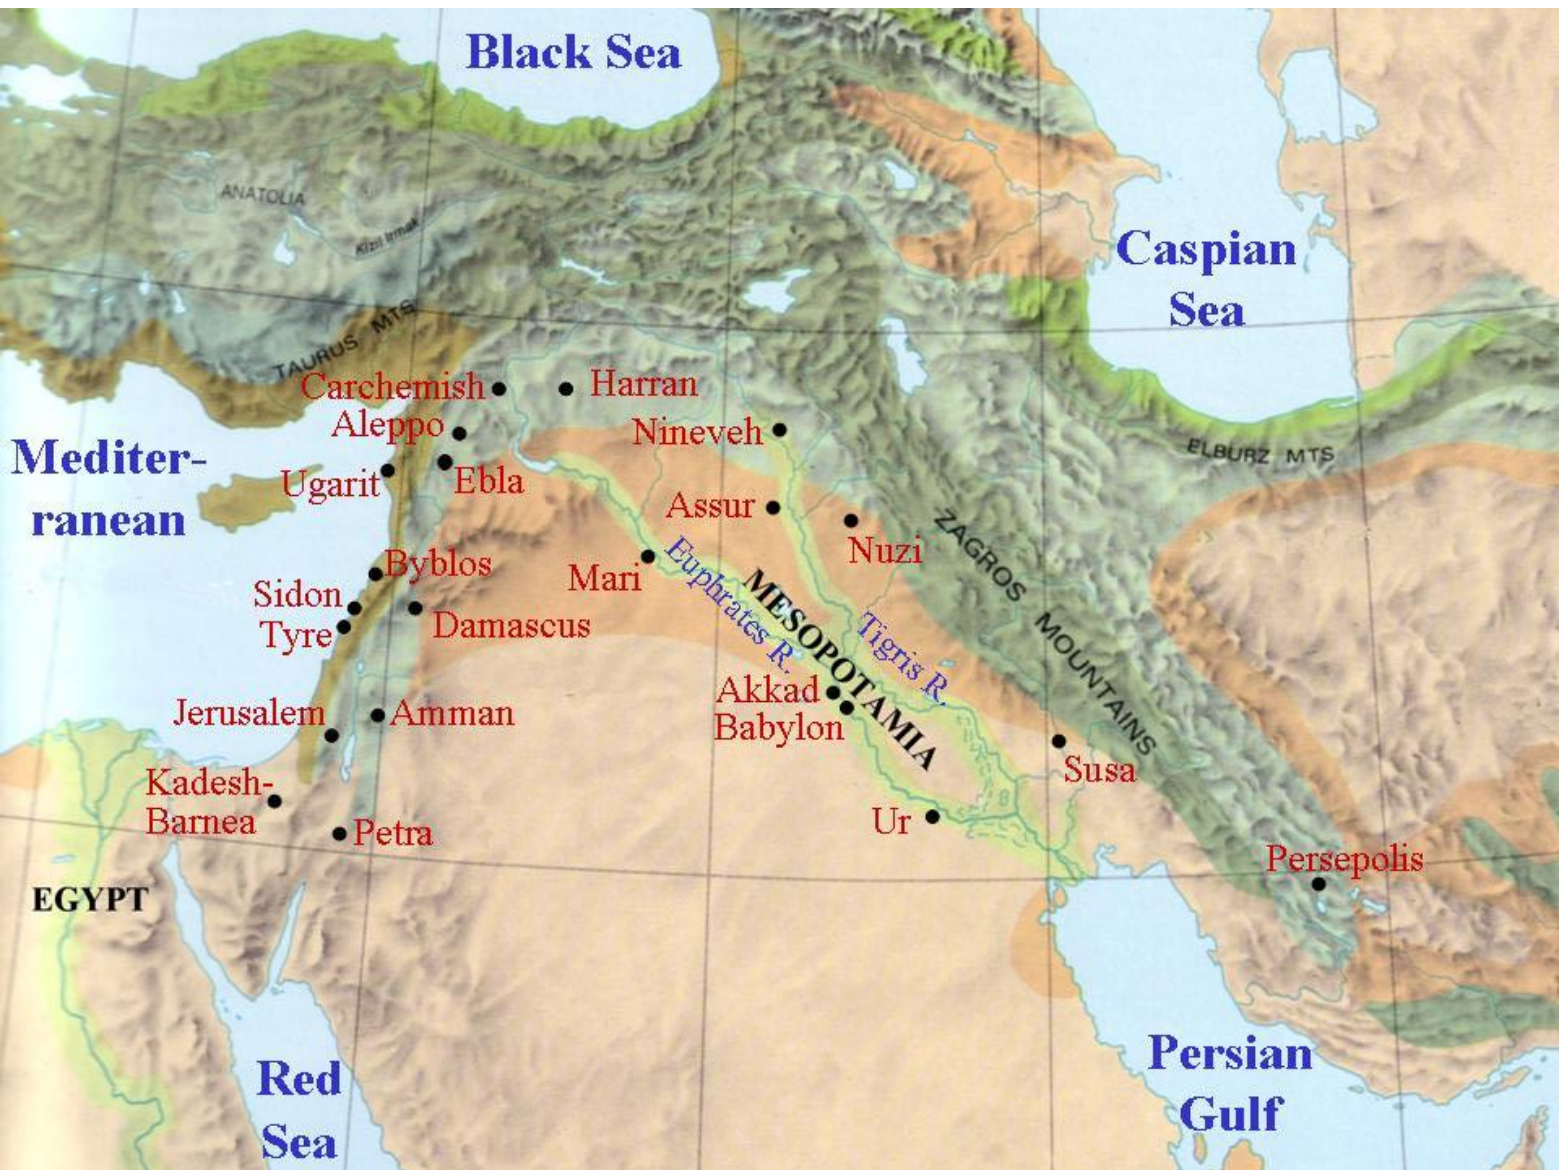 Black Sea
ANATOLIA
Kizil Irmak
Caspian
Sea
TAURUS MTS
Carchemish
Harran
Aleppo
Nineveh
Mediter-
ranean
Ugarit
Ebla
ELBURZ MTS
Assur
Nuzi
ZAGROS MOUNTAINS
Byblos
Mari
Euphrates R.
MESOPOTAMIA
Tigris R.
Sidon
Tyre
Damascus
Akkad
Babylon
Jerusalem
Amman
Susa
Kadesh-
Barnea
Petra
Ur
Persepolis
EGYPT
Red
Sea
Persian
Gulf